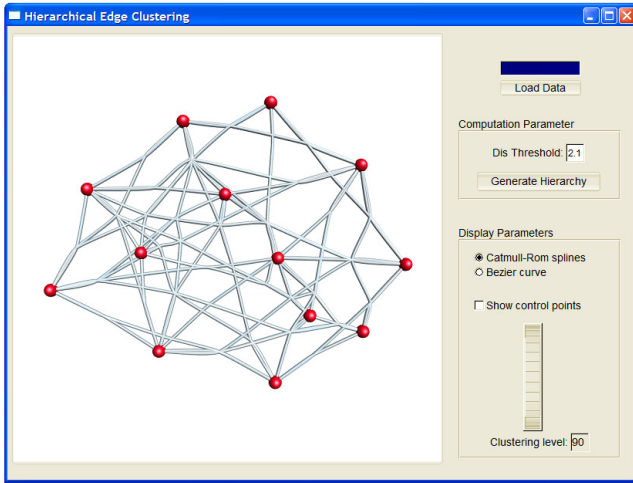 Hierarchical Edge Clustering
Load Data
Computation Parameter
Dis Threshold: 2.1
Generate Hierarchy
Display Parameters
Catmull-Rom splines
Bezier curve
Show control points
Clustering level: 90